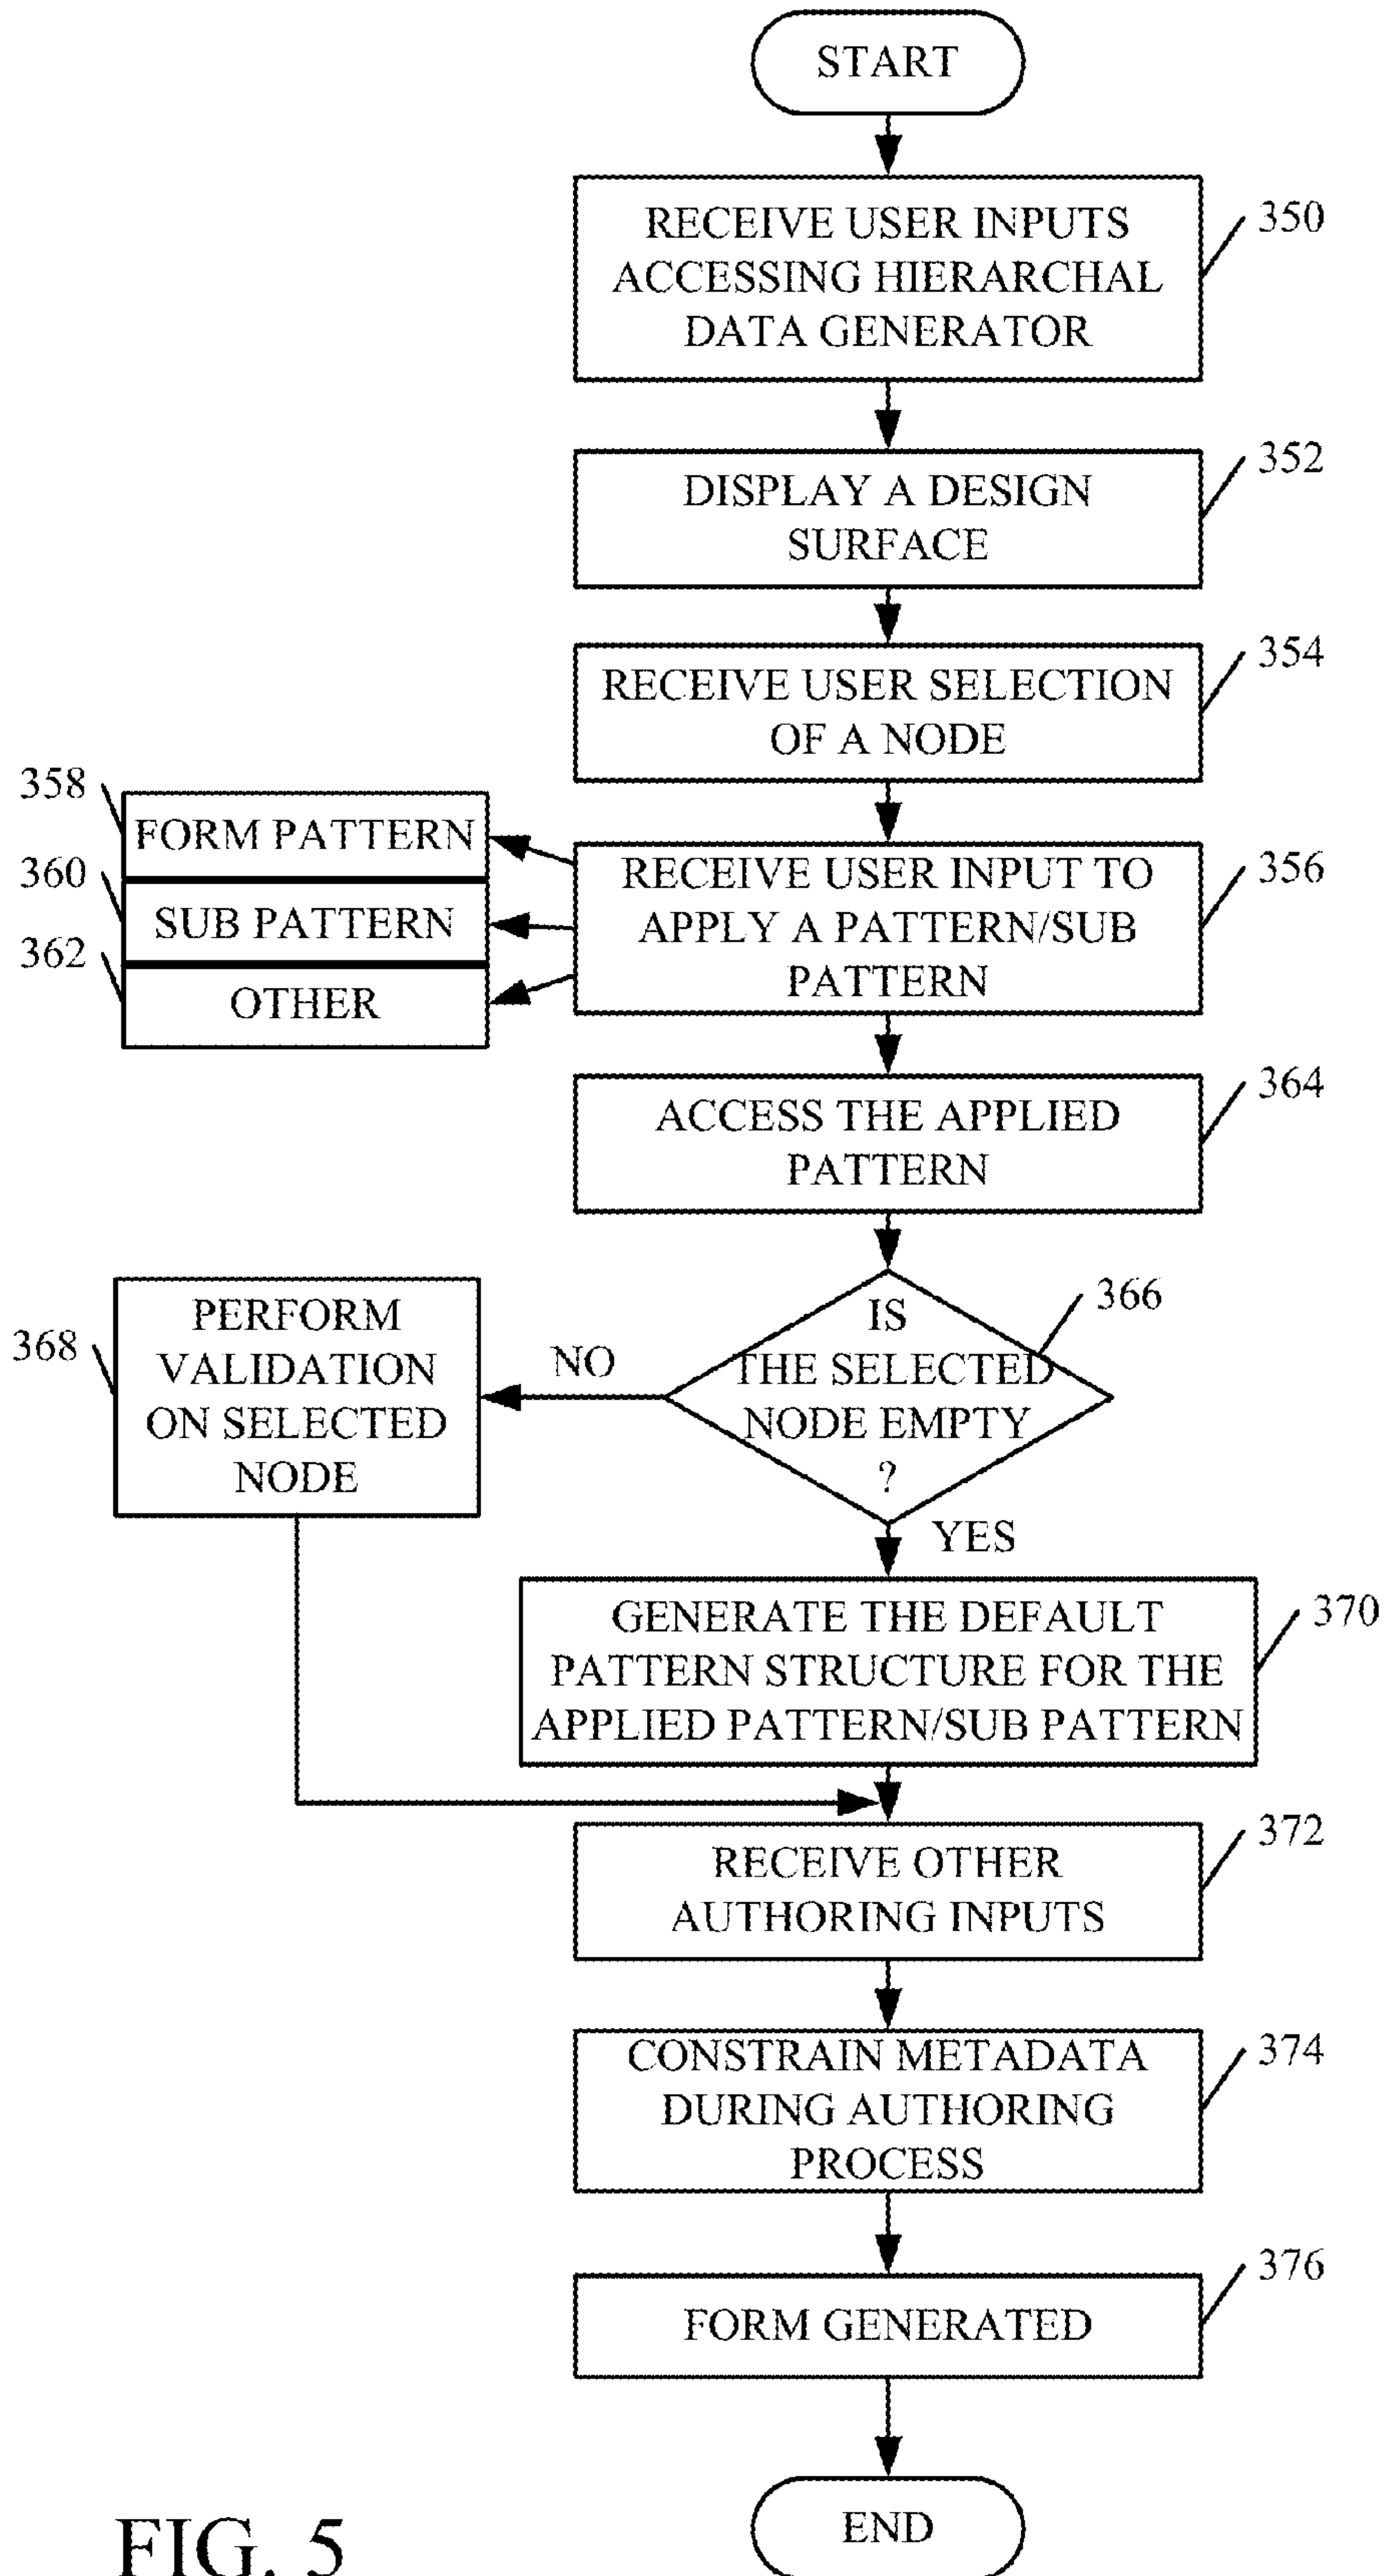 START
RECEIVE USER INPUTS
ACCESSING HIERARCHAL
DATA GENERATOR
350
DISPLAY A DESIGN
SURFACE
352
RECEIVE USER SELECTION
OF A NODE
354
358
FORM PATTERN
360
SUB PATTERN
362
OTHER
RECEIVE USER INPUT TO
APPLY A PATTERN/SUB
PATTERN
356
ACCESS THE APPLIED
PATTERN
364
IS
THE SELECTED
NODE EMPTY
?
366
NO
368
PERFORM
VALIDATION
ON SELECTED
NODE
YES
GENERATE THE DEFAULT
PATTERN STRUCTURE FOR THE
APPLIED PATTERN/SUB PATTERN
370
RECEIVE OTHER
AUTHORING INPUTS
372
CONSTRAIN METADATA
DURING AUTHORING
PROCESS
374
FORM GENERATED
376
END
FIG. 5